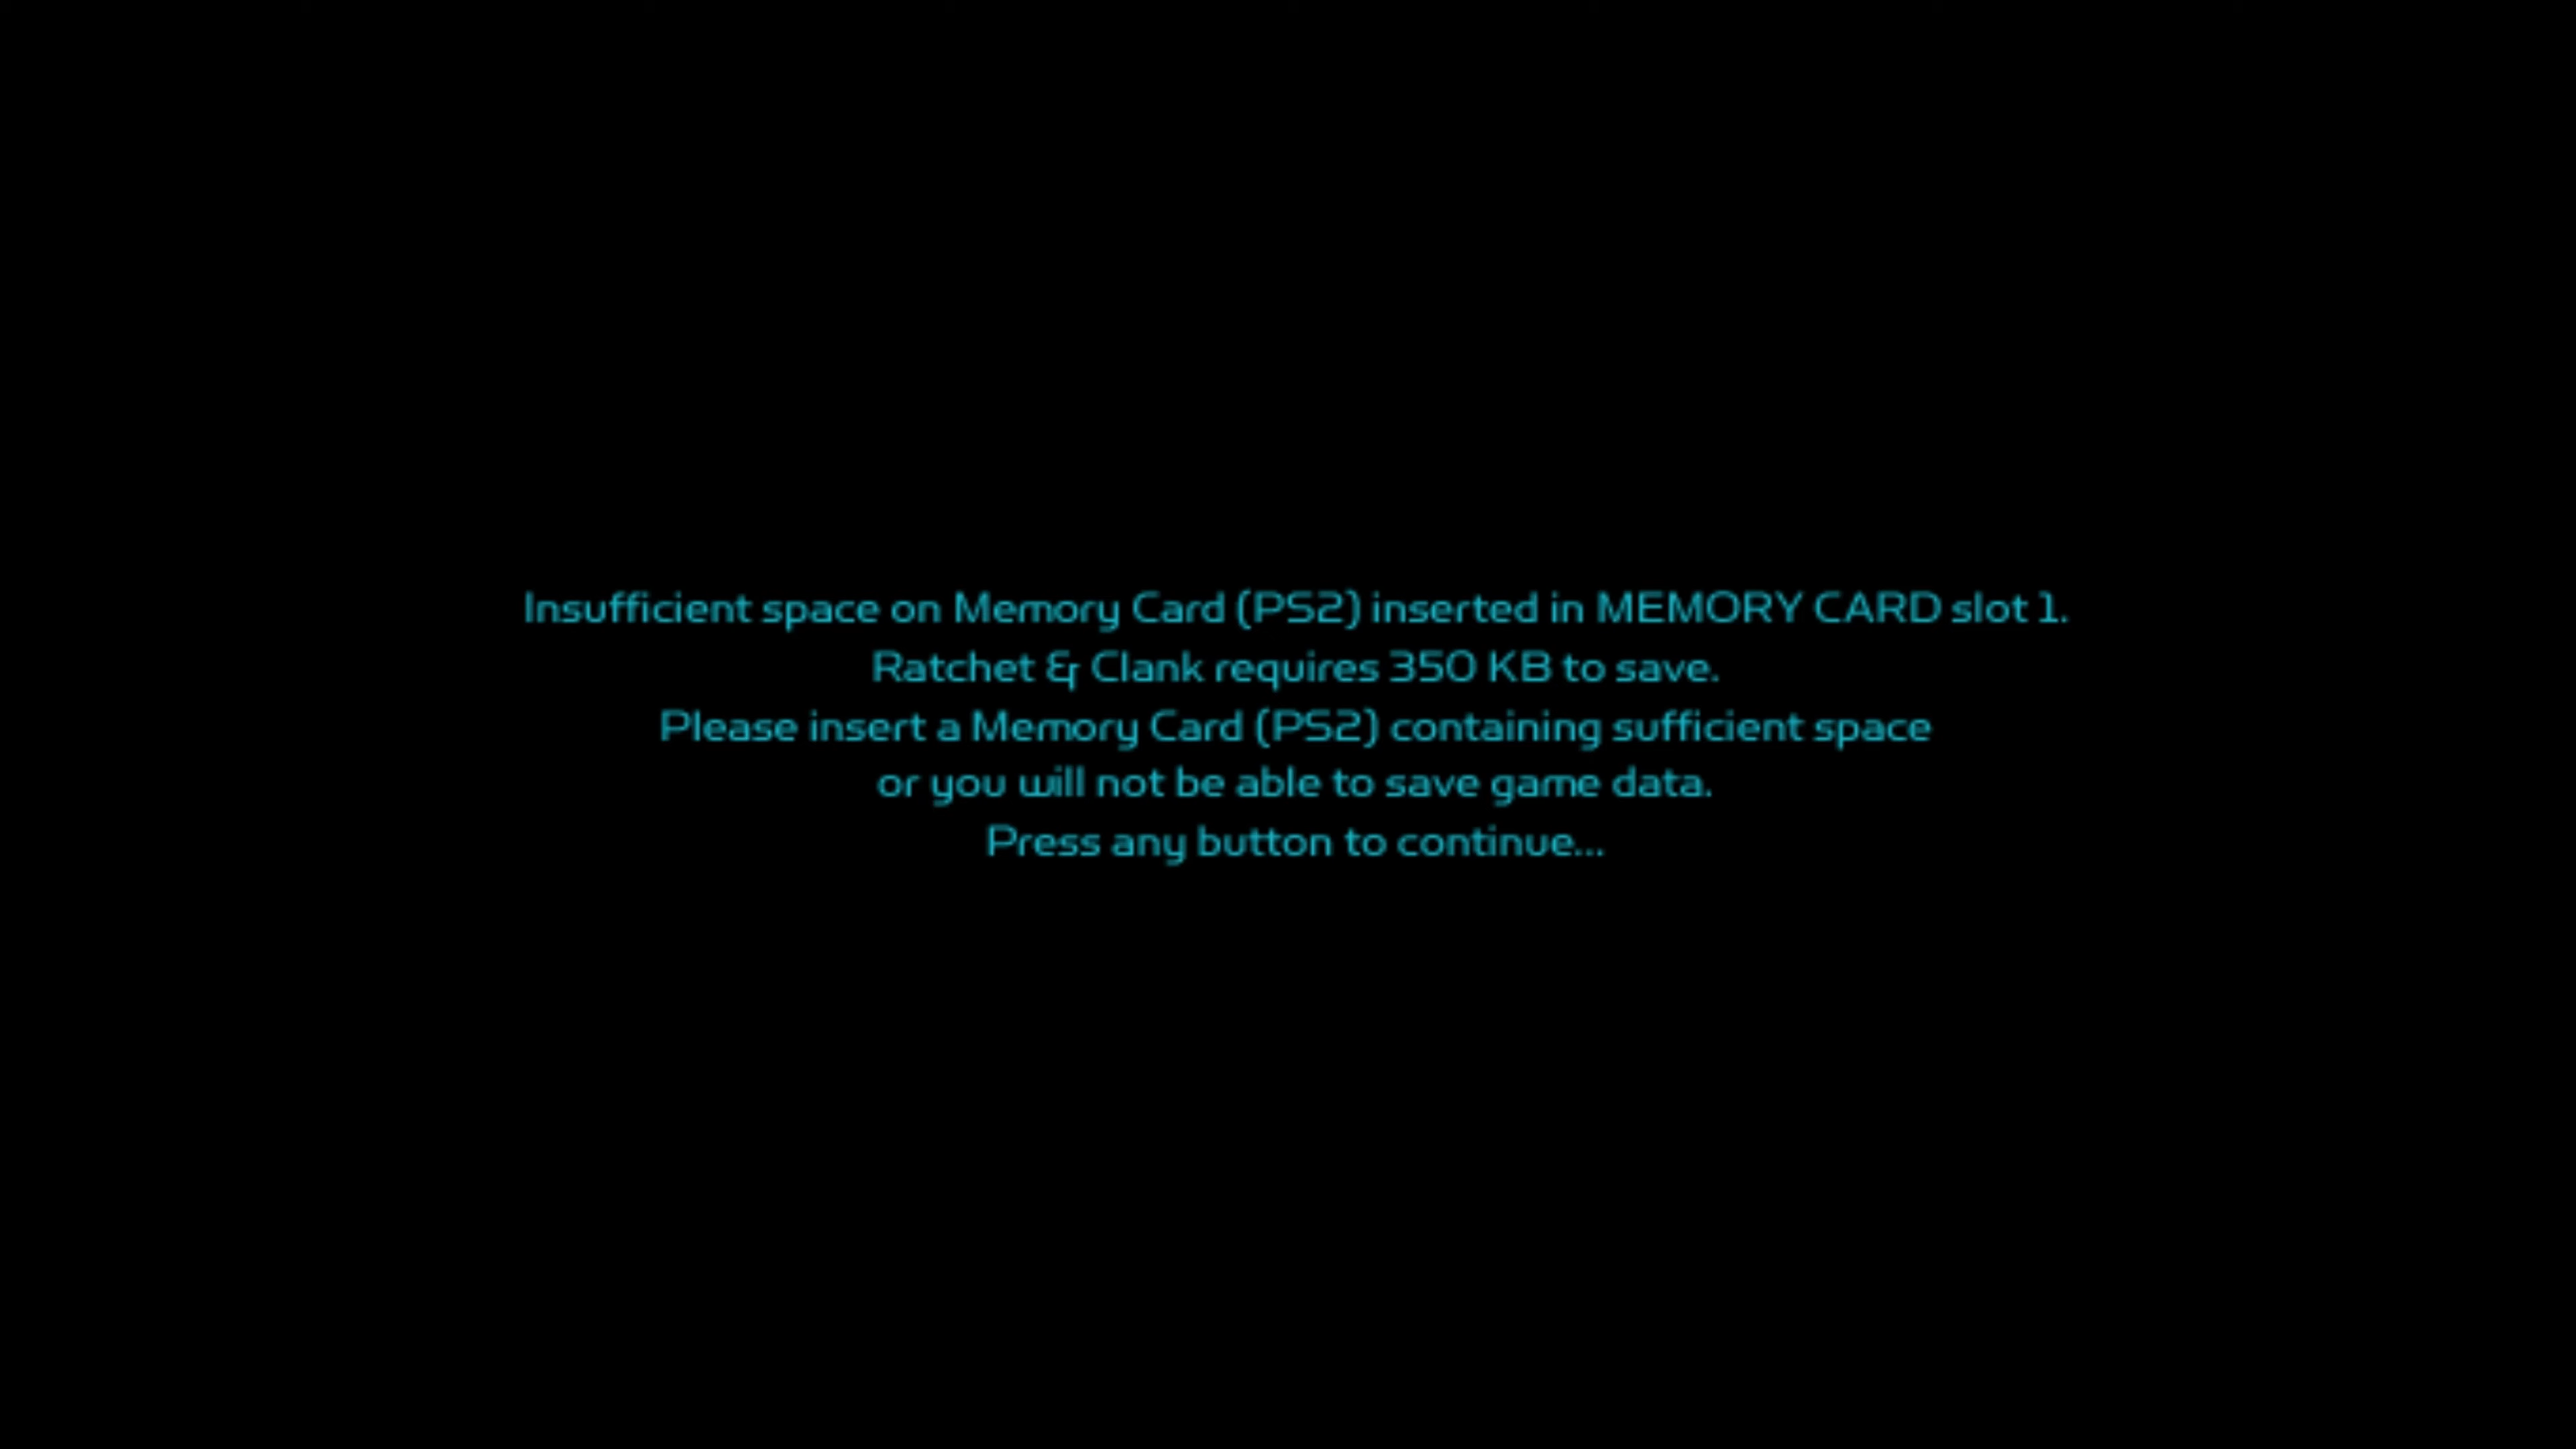 Insufficient space on Memory Card (PS2) inserted in MEMORY CARD slot 1.
Ratchet & Clank requires 350 KB to save.
Please insert a Memory Card (PS2) containing sufficient space
or you will not be able to save game data.
Press any button to continue...